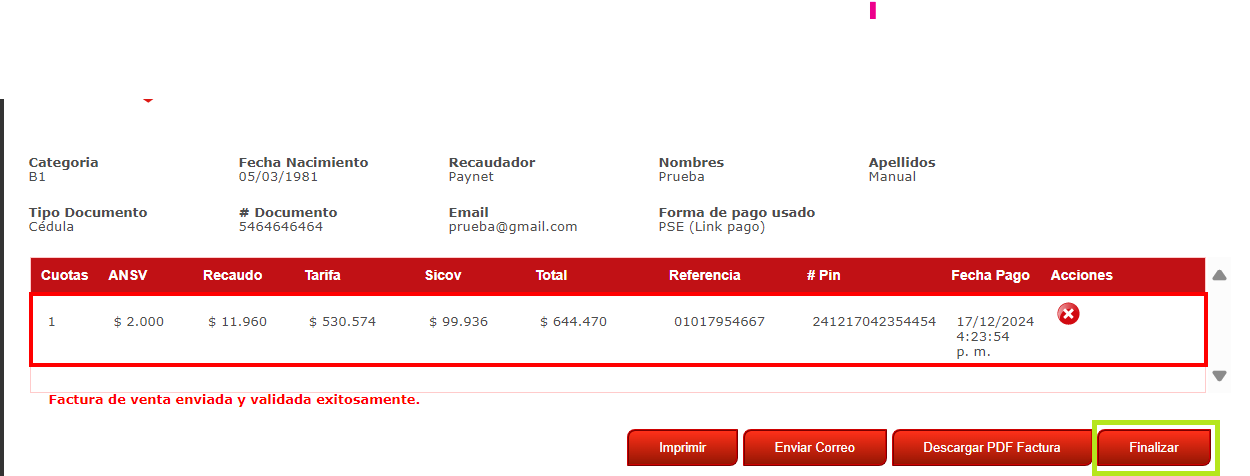 Categoria Fecha Nacimiento Recaudador Nombres Apellidos
B1 05/03/1981 Paynet Prueba Manual
Tipo Documento # Documento Email Forma de pago usado
Cédula 5464646464 prueba@gmail.com PSE (Link pago)
Cuotas ANSV Recaudo Tarifa Sicov Total Referencia # Pin Fecha Pago Acciones
1 $ 2.000 $ 11.960 $ 530.574 $ 99.936 $ 644.470 01017954667 241217042354454 17/12/2024
4:23:54
p. m.
Factura de venta enviada y validada exitosamente.
Imprimir Enviar Correo Descargar PDF Factura Finalizar